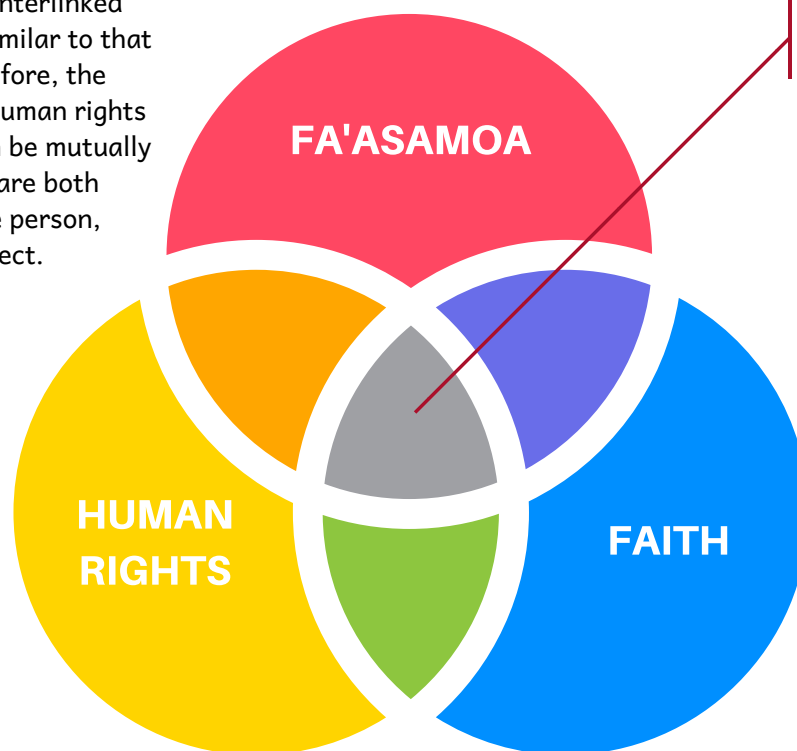 nterlinked
milar to that
fore, the
uman rights
be mutually
are both
person,
ect.
FA'ASAMOA
HUMAN
RIGHTS
FAITH